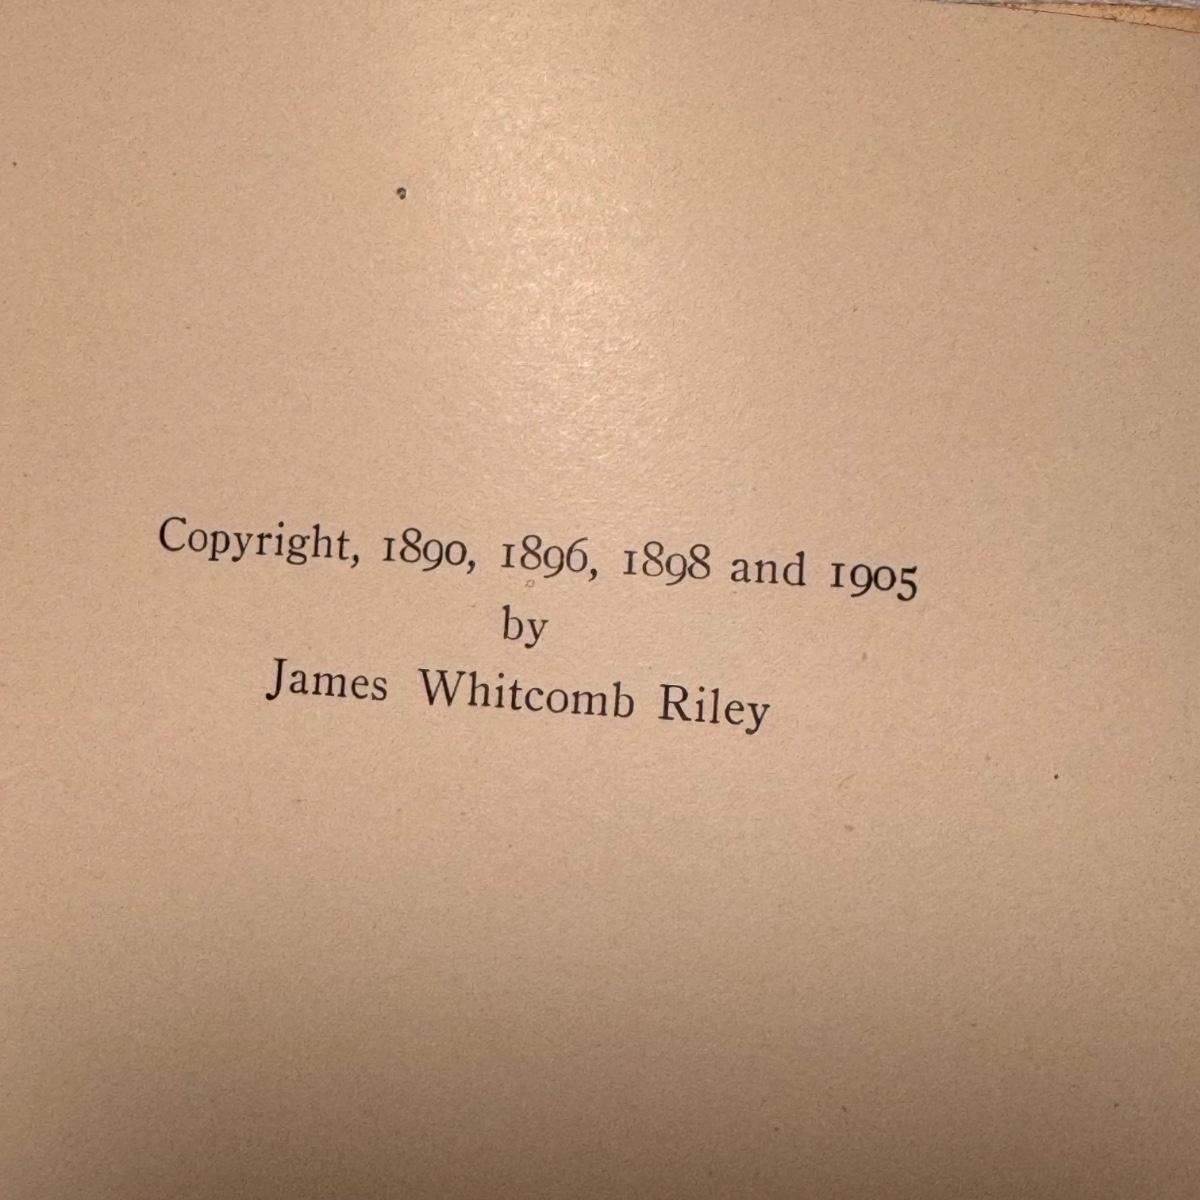 Copyright, 1890, 1896, 1898 and 1905
by
James Whitcomb Riley